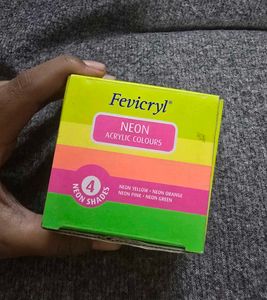 Fevicryl®
NEON
ACRYLIC COLOURS
4
NEON SHADES
NEON YELLOW • NEON ORANGE
NEON PINK • NEON GREEN